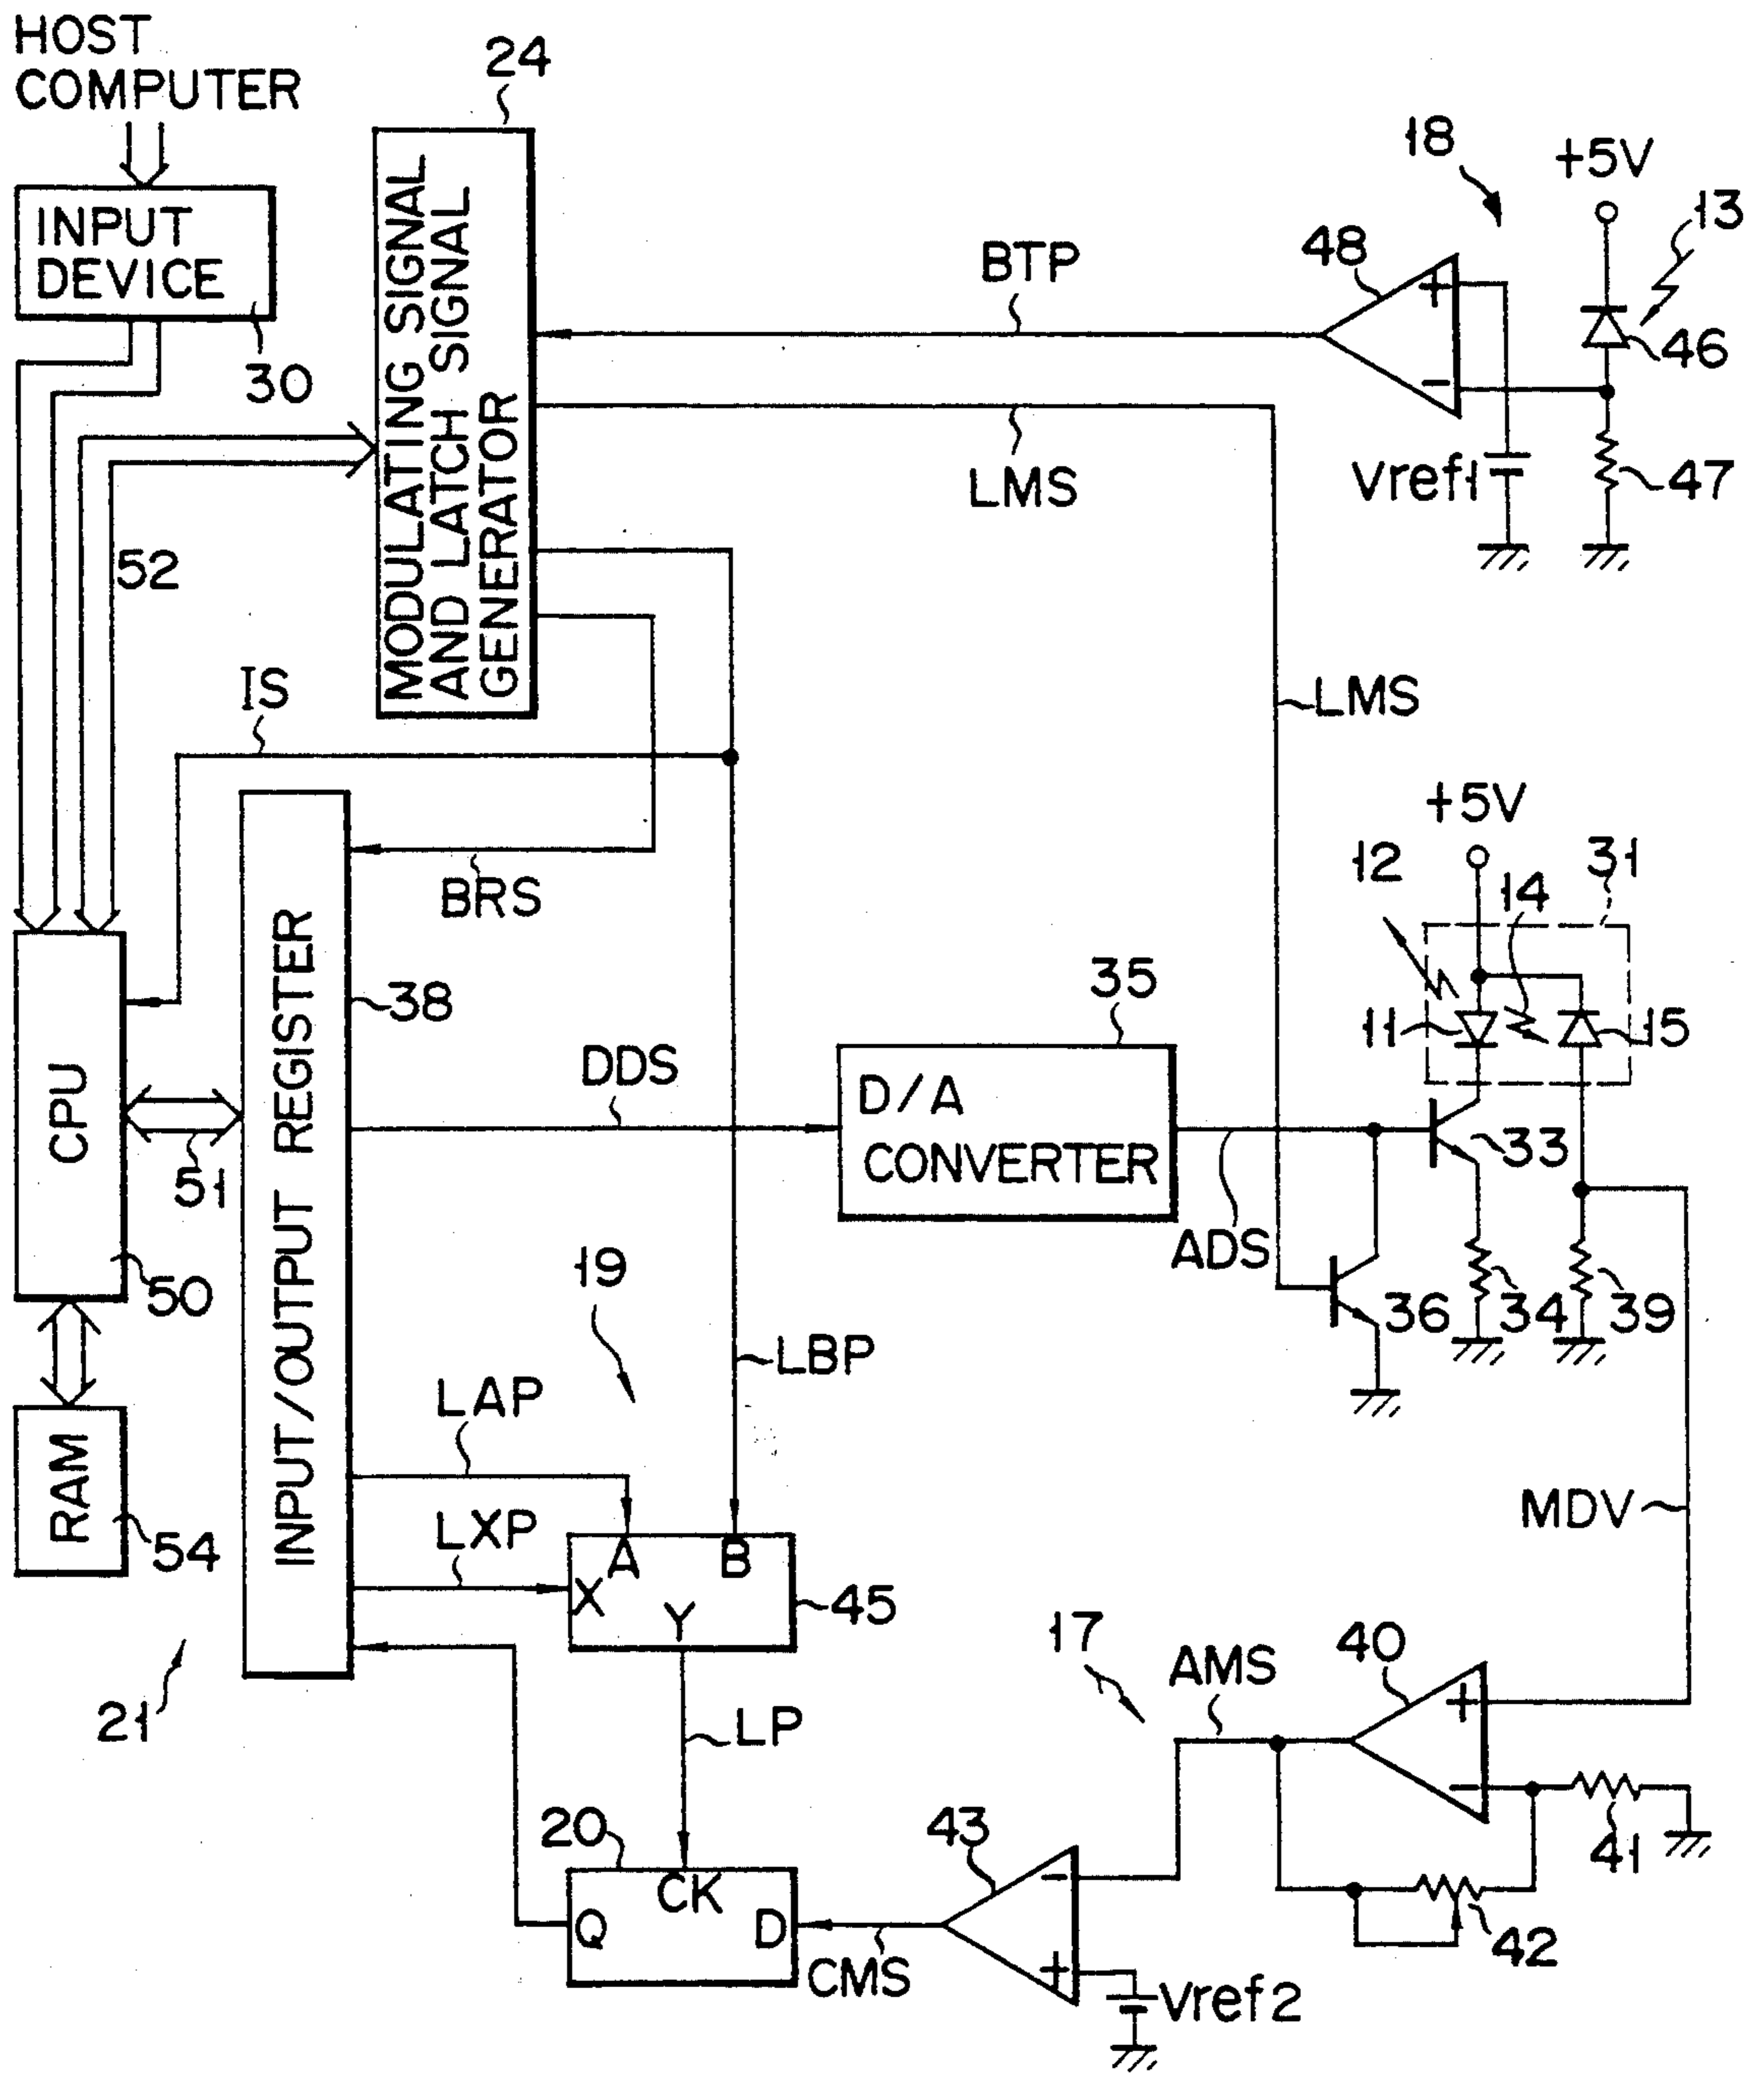 HOST
COMPUTER
24
18
+5V
13
INPUT
DEVICE
30
MODULATING SIGNAL
AND LATCH SIGNAL
GENERATOR
BTP
48
+
−
46
LMS
Vref1
47
52
IS
LMS
+5V
12
14
31
BRS
38
35
11
15
CPU
INPUT/OUTPUT REGISTER
DDS
D/A
CONVERTER
33
51
ADS
50
19
36
34
39
LBP
LAP
RAM
54
LXP
A
B
X
Y
45
MDV
21
17
AMS
40
+
−
LP
41
20
CK
Q
D
43
−
+
CMS
42
Vref2